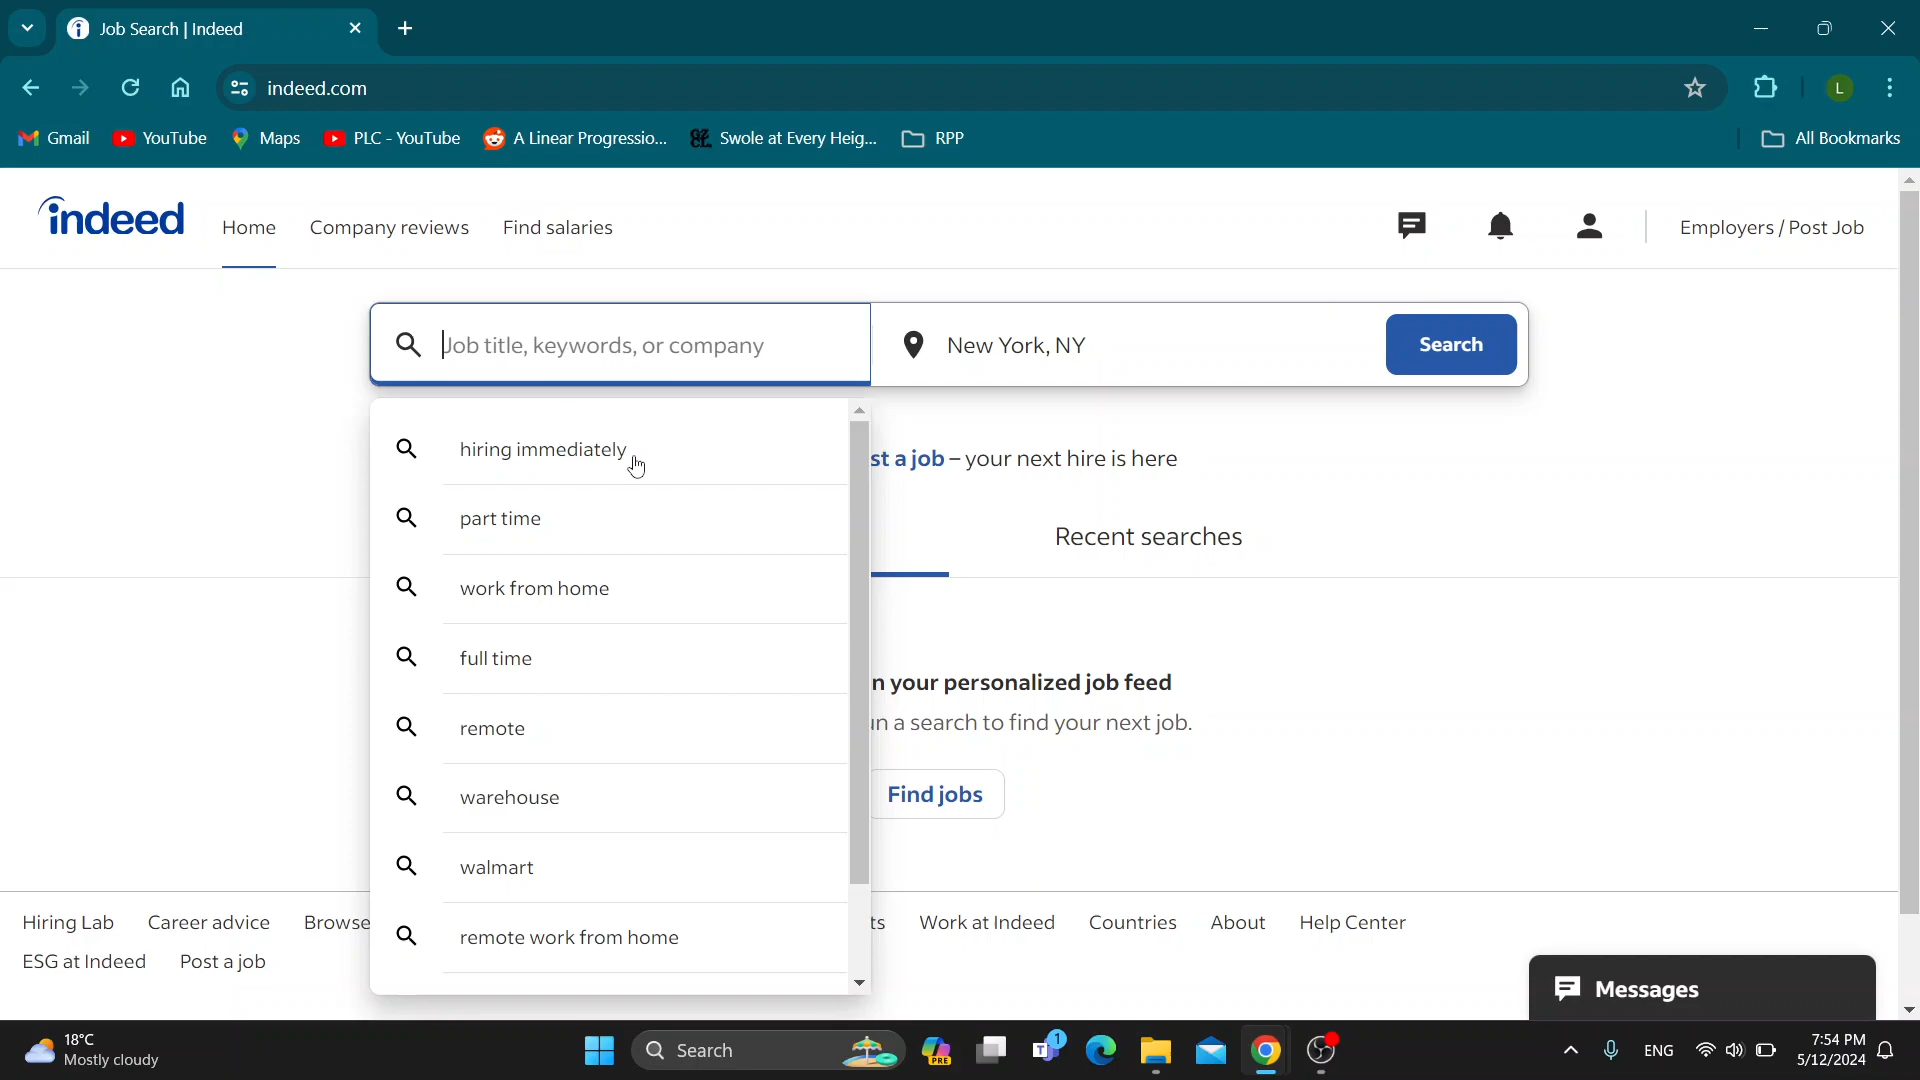 Job Search | Indeed
indeed.com
L
Gmail YouTube Maps PLC - YouTube A Linear Progressio... Swole at Every Heig... RPP All Bookmarks
indeed Home Company reviews Find salaries Employers / Post Job
Job title, keywords, or company New York, NY Search
hiring immediately
st a job – your next hire is here
part time
Recent searches
work from home
full time
n your personalized job feed
remote
un a search to find your next job.
warehouse
Find jobs
walmart
remote work from home
Hiring Lab Career advice Browse ts Work at Indeed Countries About Help Center
ESG at Indeed Post a job
Messages
18°C
Mostly cloudy
Search
PRE
1
ENG
7:54 PM
5/12/2024